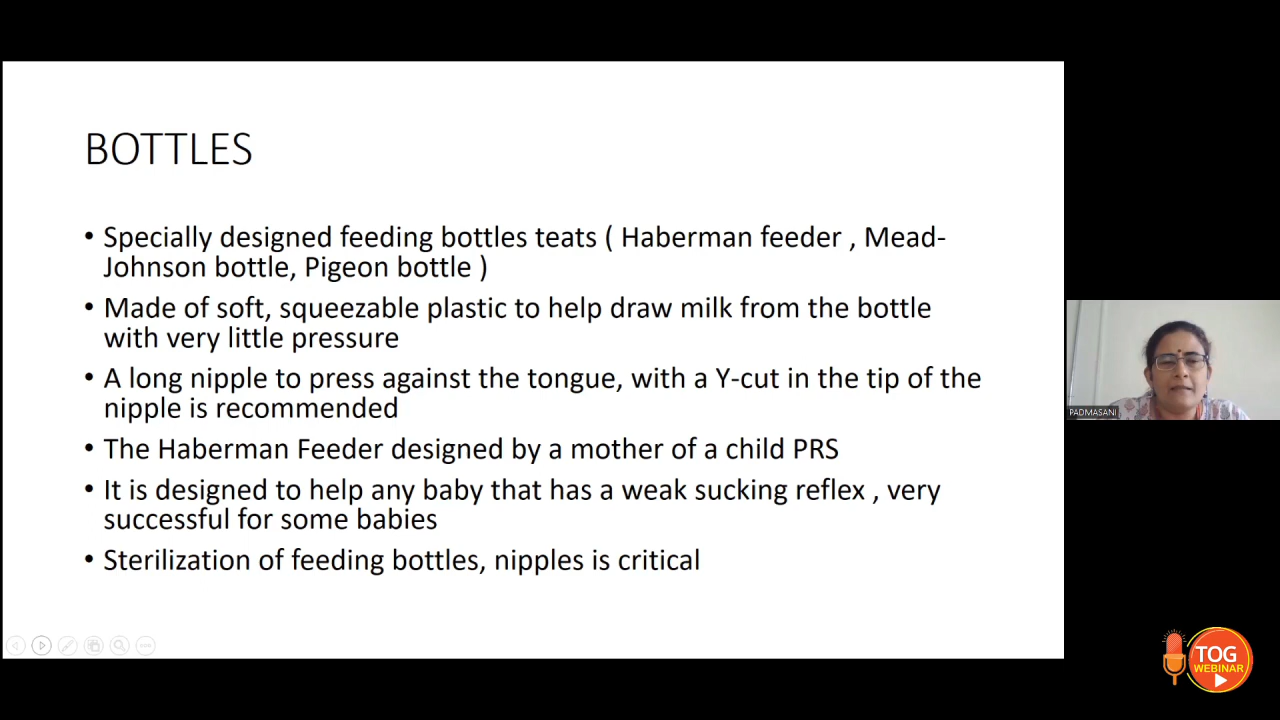 BOTTLES
• Specially designed feeding bottles teats ( Haberman feeder , Mead-
Johnson bottle, Pigeon bottle )
• Made of soft, squeezable plastic to help draw milk from the bottle
with very little pressure
• A long nipple to press against the tongue, with a Y-cut in the tip of the
nipple is recommended
• The Haberman Feeder designed by a mother of a child PRS
• It is designed to help any baby that has a weak sucking reflex , very
successful for some babies
• Sterilization of feeding bottles, nipples is critical
PADMASANI
TOG
WEBINAR